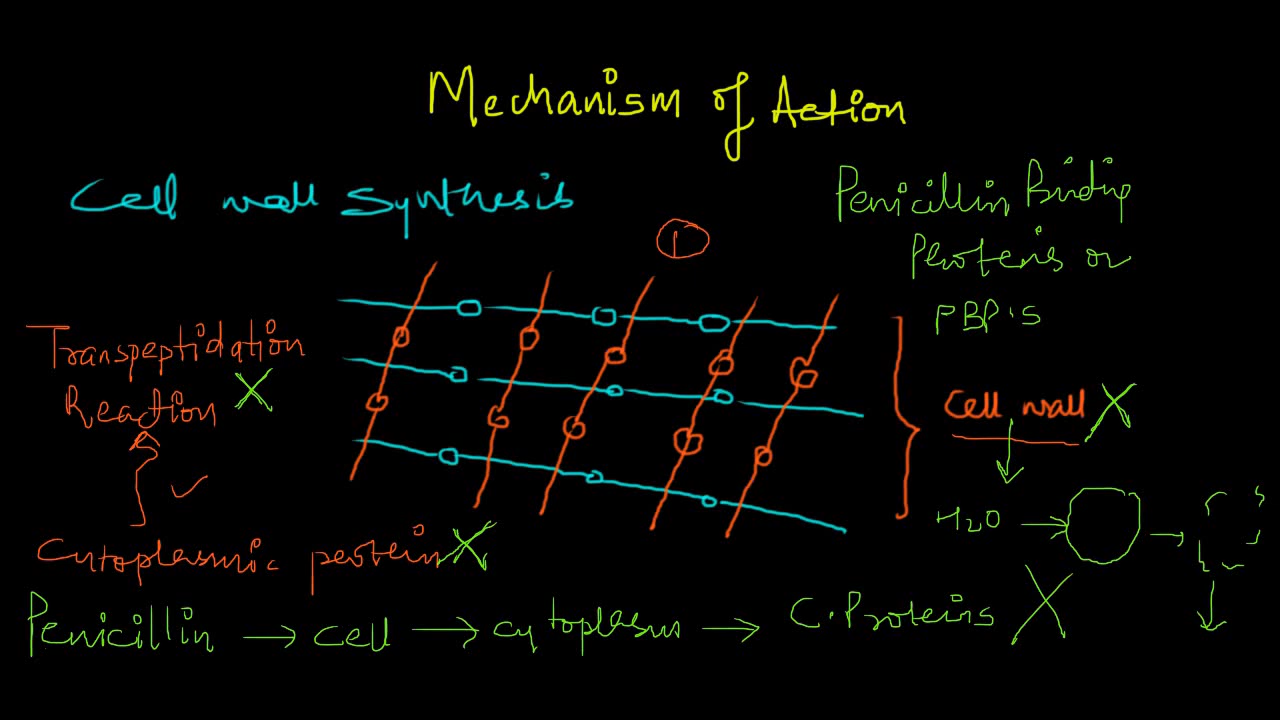 Mechanism of Action
Cell wall Synthesis
1
Penicillin Binding
Proteins or
PBP's
Transpeptidation
Reaction X
Cell wall X
H2O
Cytoplasmic protein X
Penicillin → Cell → cytoplasm → C. Proteins X